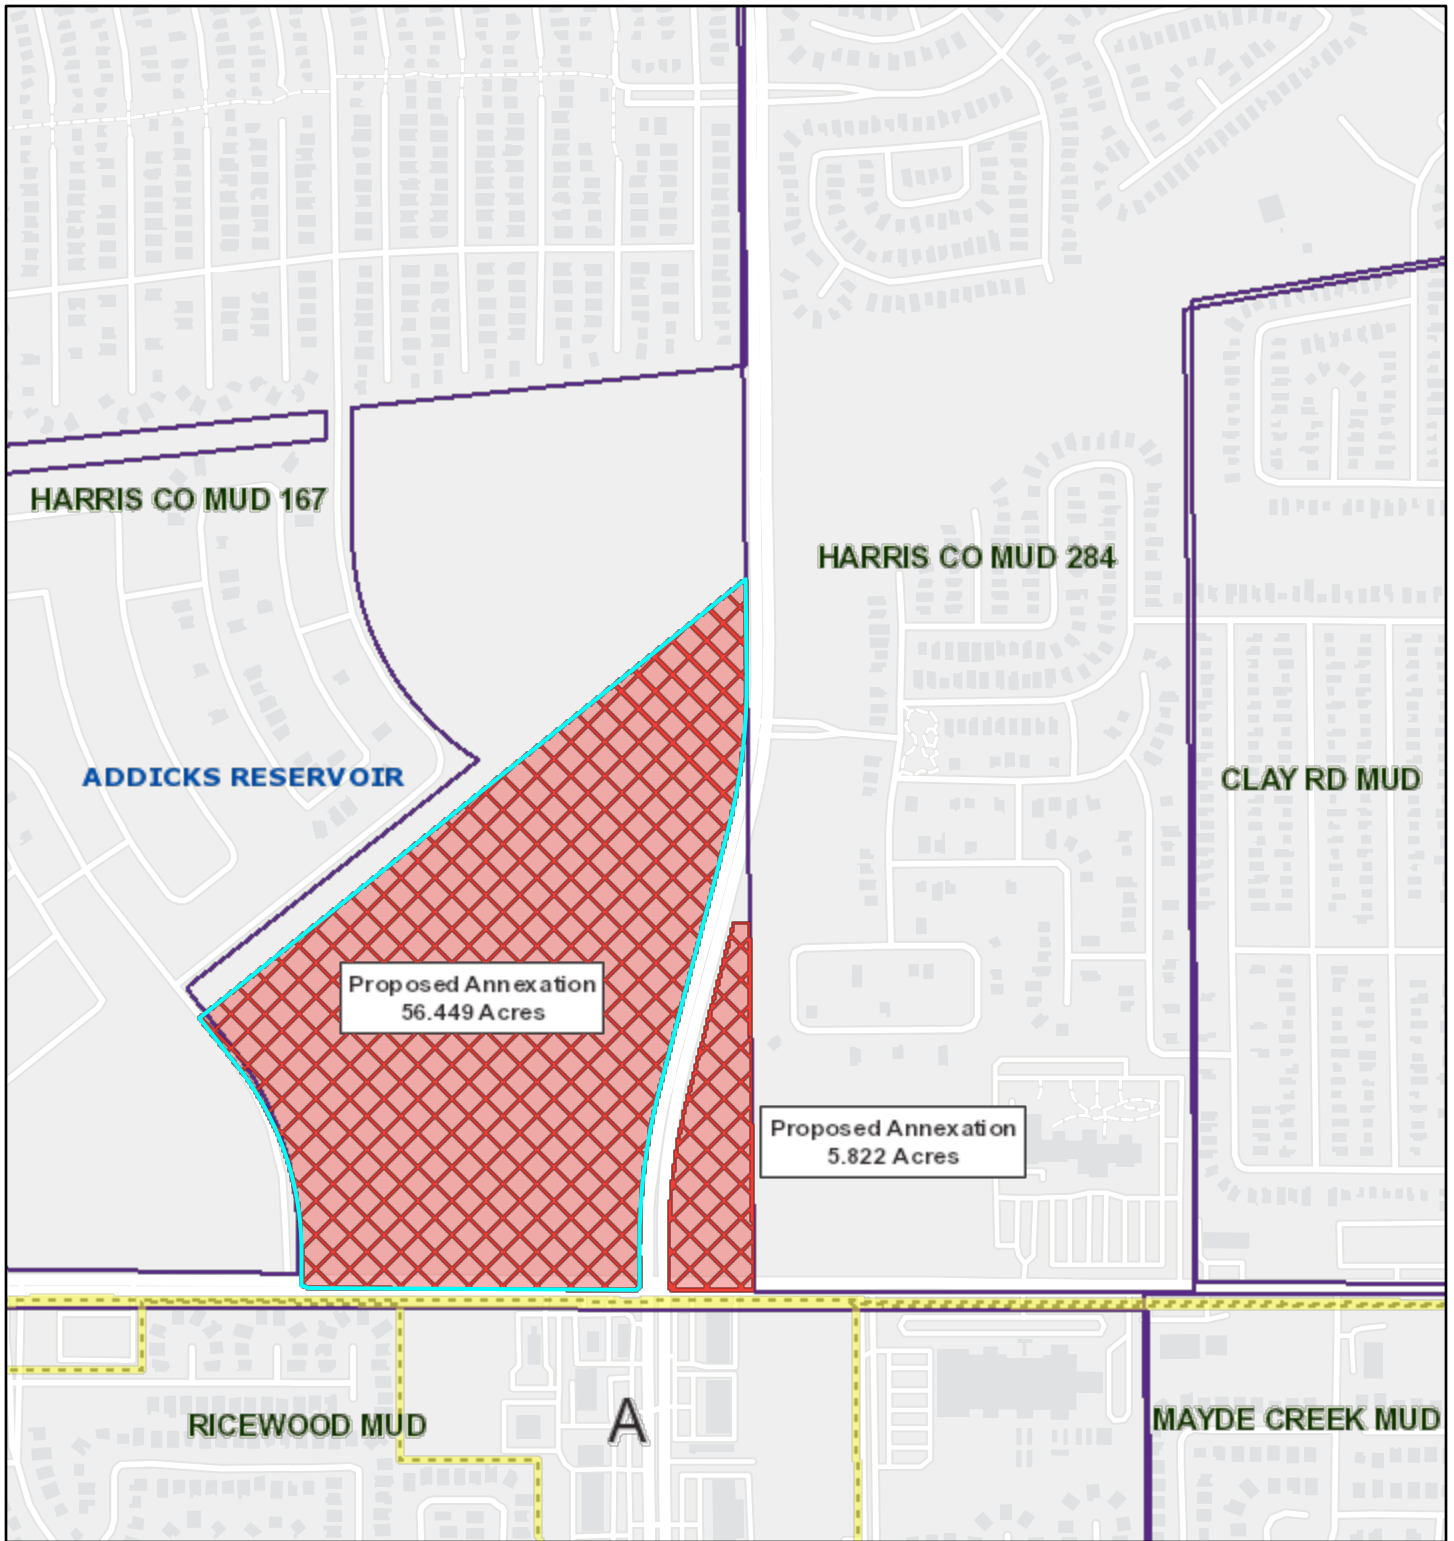 HARRIS CO MUD 167
HARRIS CO MUD 284
ADDICKS RESERVOIR
CLAY RD MUD
Proposed Annexation
56.449 Acres
Proposed Annexation
5.822 Acres
RICEWOOD MUD
A
MAYDE CREEK MUD